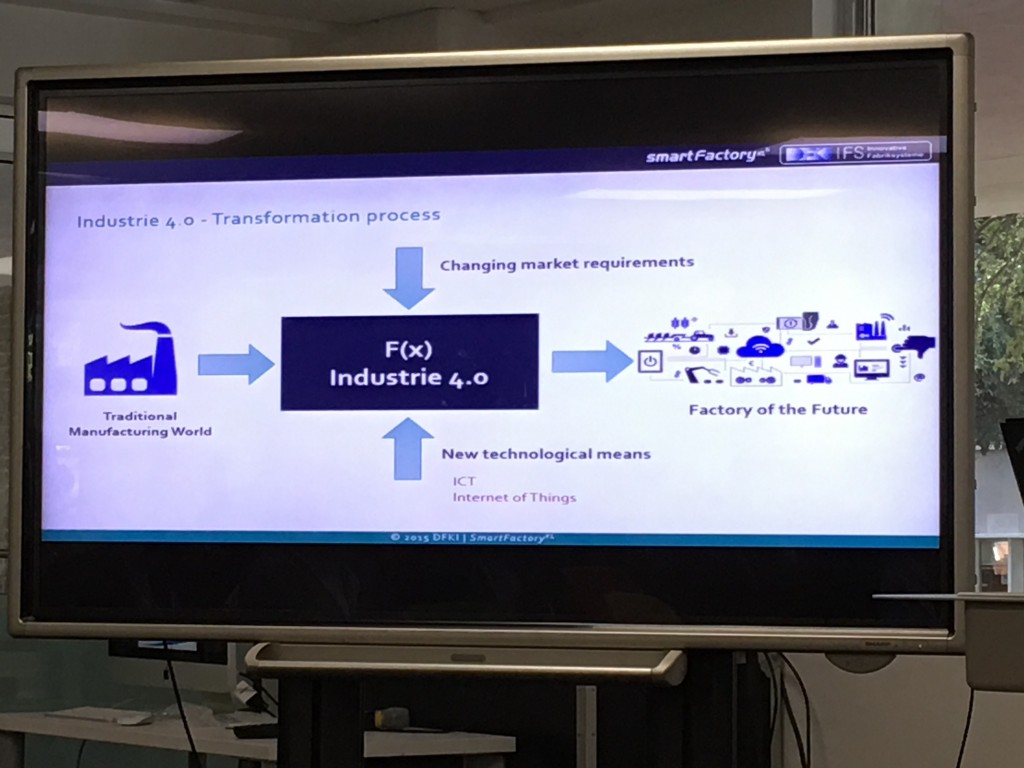 smartFactory KL
IFS Innovative
Fabriksysteme
Industrie 4.0 - Transformation process
Changing market requirements
F(x)
Industrie 4.0
Traditional
Manufacturing World
Factory of the Future
New technological means
ICT
Internet of Things
© 2015 DFKI | SmartFactory KL